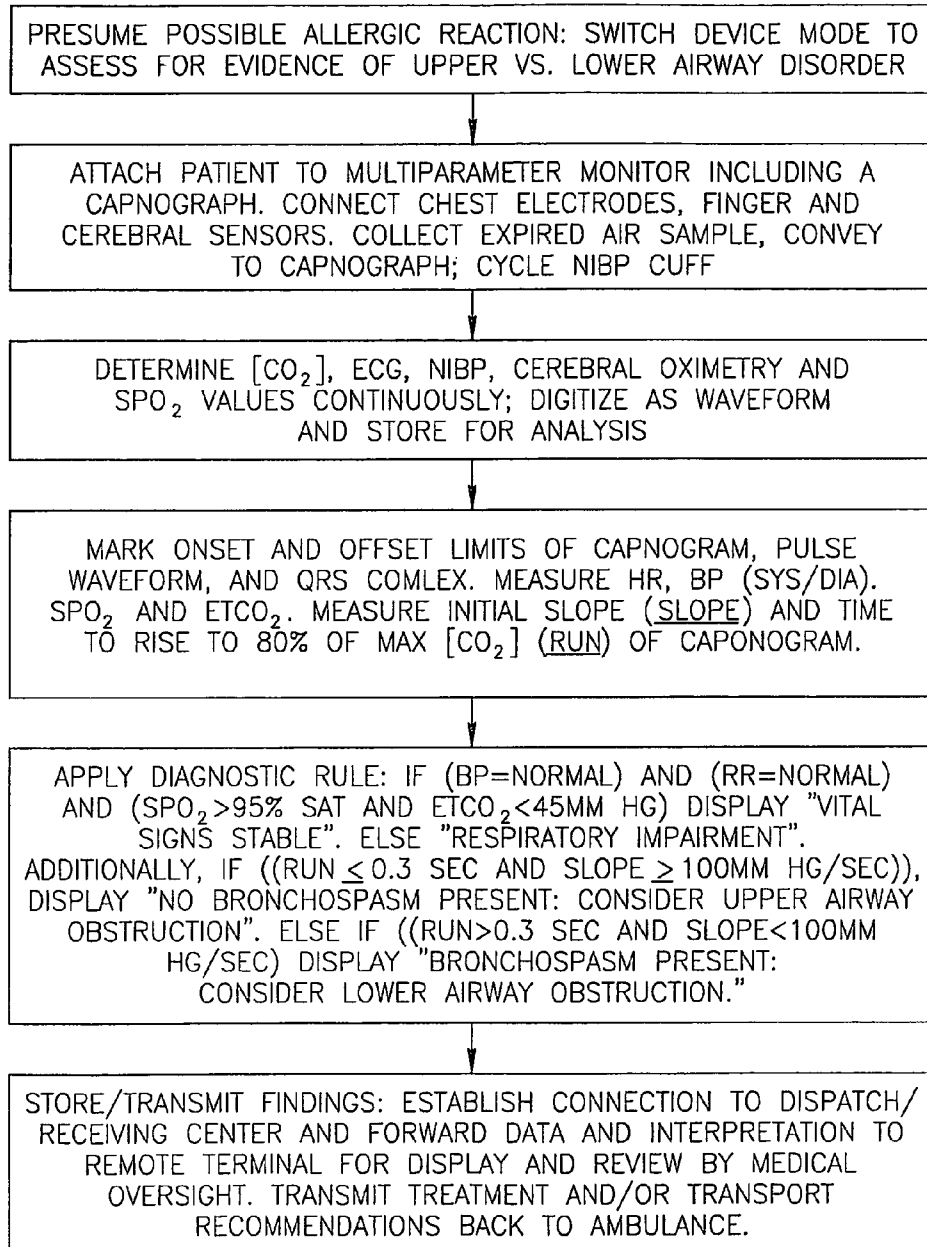 PRESUME POSSIBLE ALLERGIC REACTION: SWITCH DEVICE MODE TO
ASSESS FOR EVIDENCE OF UPPER VS. LOWER AIRWAY DISORDER
ATTACH PATIENT TO MULTIPARAMETER MONITOR INCLUDING A
CAPNOGRAPH. CONNECT CHEST ELECTRODES, FINGER AND
CEREBRAL SENSORS. COLLECT EXPIRED AIR SAMPLE, CONVEY
TO CAPNOGRAPH; CYCLE NIBP CUFF
DETERMINE [CO₂], ECG, NIBP, CEREBRAL OXIMETRY AND
SPO₂ VALUES CONTINUOUSLY; DIGITIZE AS WAVEFORM
AND STORE FOR ANALYSIS
MARK ONSET AND OFFSET LIMITS OF CAPNOGRAM, PULSE
WAVEFORM, AND QRS COMLEX. MEASURE HR, BP (SYS/DIA).
SPO₂ AND ETCO₂. MEASURE INITIAL SLOPE (SLOPE) AND TIME
TO RISE TO 80% OF MAX [CO₂] (RUN) OF CAPONOGRAM.
APPLY DIAGNOSTIC RULE: IF (BP=NORMAL) AND (RR=NORMAL)
AND (SPO₂>95% SAT AND ETCO₂<45MM HG) DISPLAY "VITAL
SIGNS STABLE". ELSE "RESPIRATORY IMPAIRMENT".
ADDITIONALLY, IF ((RUN ≤ 0.3 SEC AND SLOPE ≥ 100MM HG/SEC)),
DISPLAY "NO BRONCHOSPASM PRESENT: CONSIDER UPPER AIRWAY
OBSTRUCTION". ELSE IF ((RUN>0.3 SEC AND SLOPE<100MM
HG/SEC) DISPLAY "BRONCHOSPASM PRESENT:
CONSIDER LOWER AIRWAY OBSTRUCTION."
STORE/TRANSMIT FINDINGS: ESTABLISH CONNECTION TO DISPATCH/
RECEIVING CENTER AND FORWARD DATA AND INTERPRETATION TO
REMOTE TERMINAL FOR DISPLAY AND REVIEW BY MEDICAL
OVERSIGHT. TRANSMIT TREATMENT AND/OR TRANSPORT
RECOMMENDATIONS BACK TO AMBULANCE.